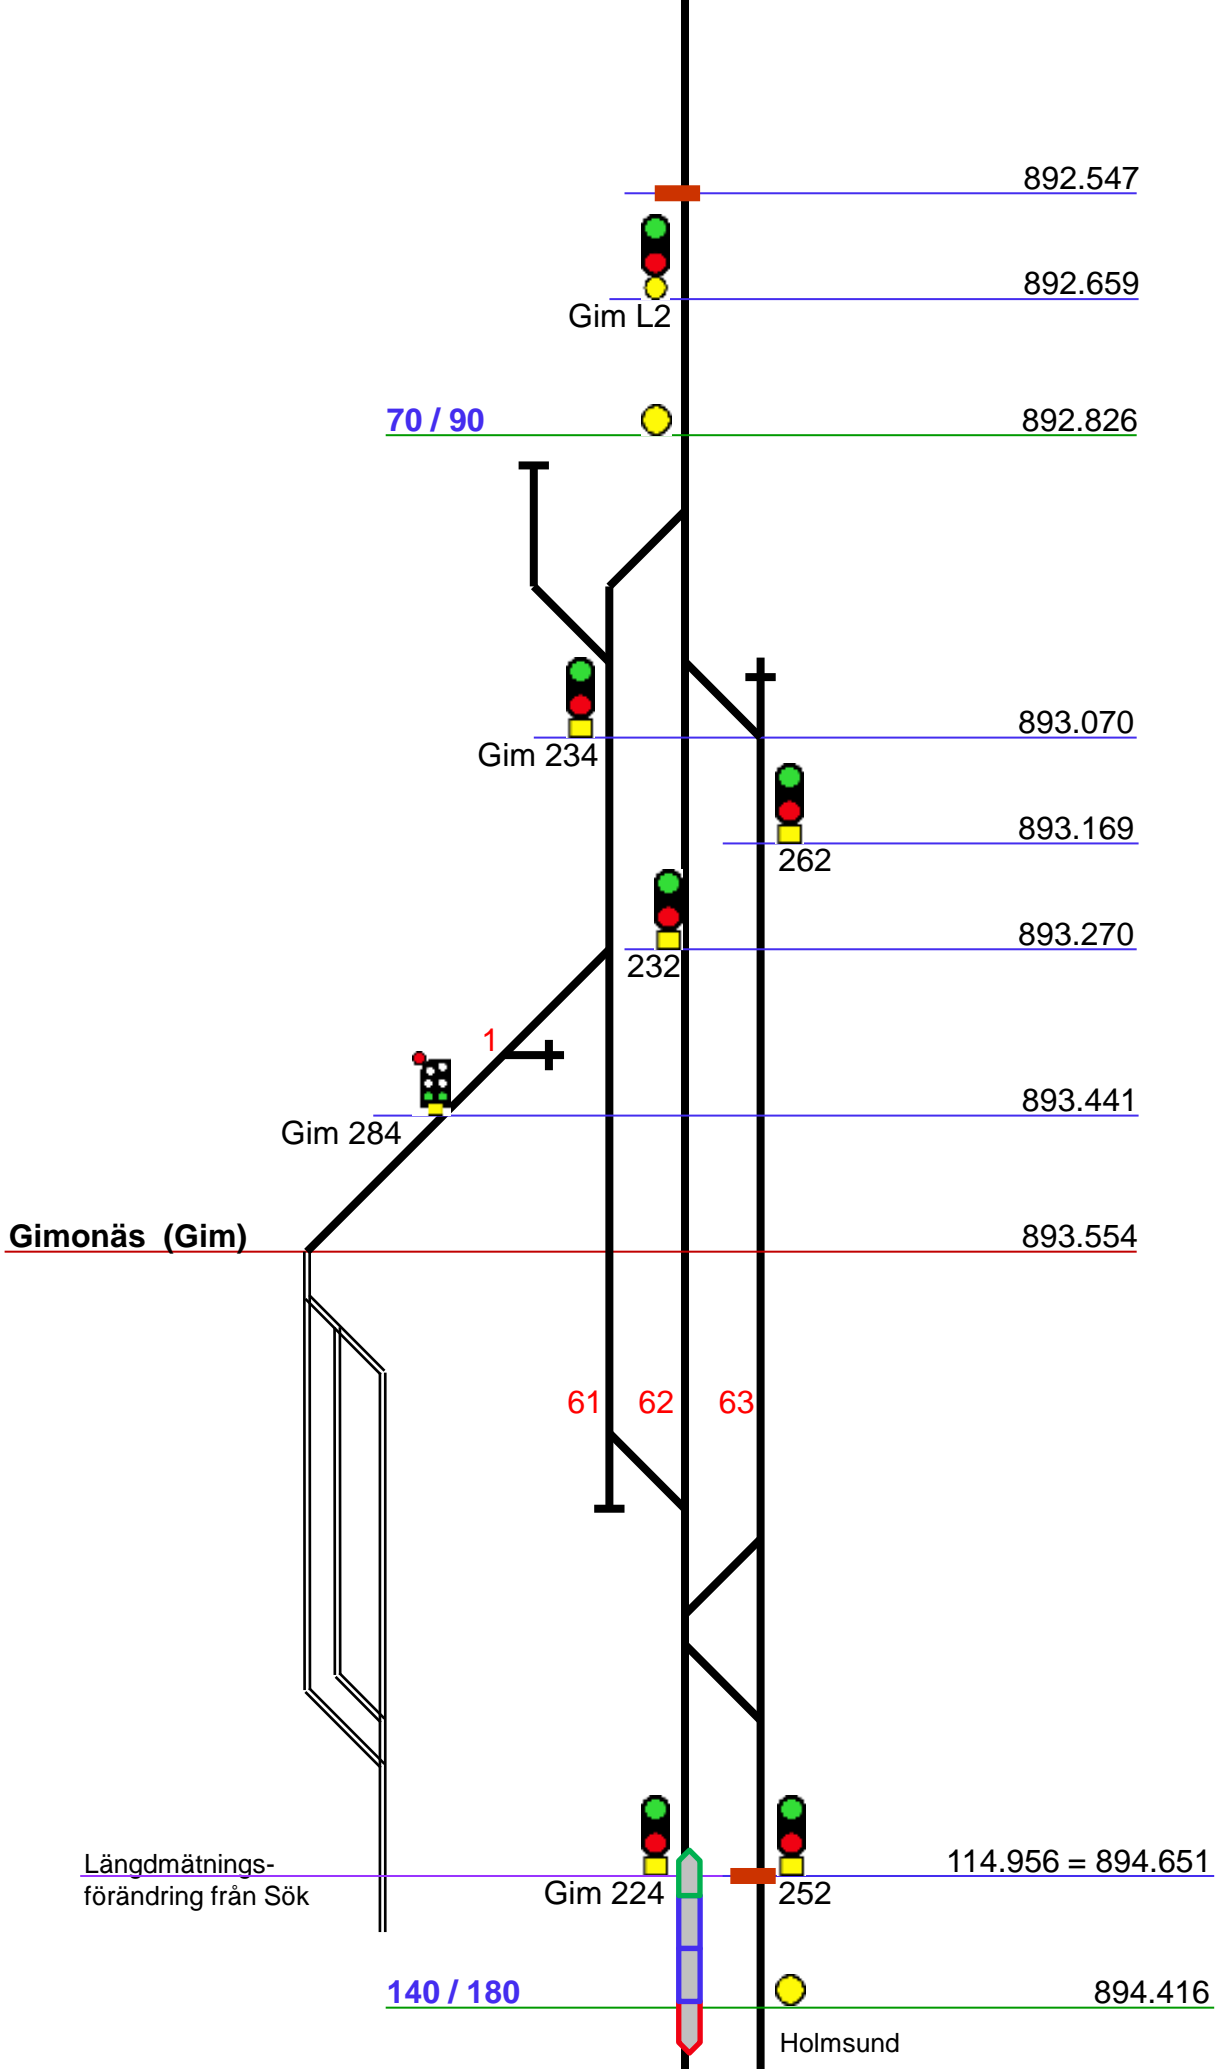 892.547
892.659
Gim L2
70 / 90
892.826
893.070
Gim 234
893.169
262
893.270
232
1
893.441
Gim 284
Gimonäs (Gim)
893.554
61 62 63
Längdmätnings-
förändring från Sök
114.956 = 894.651
Gim 224
252
140 / 180
894.416
Holmsund